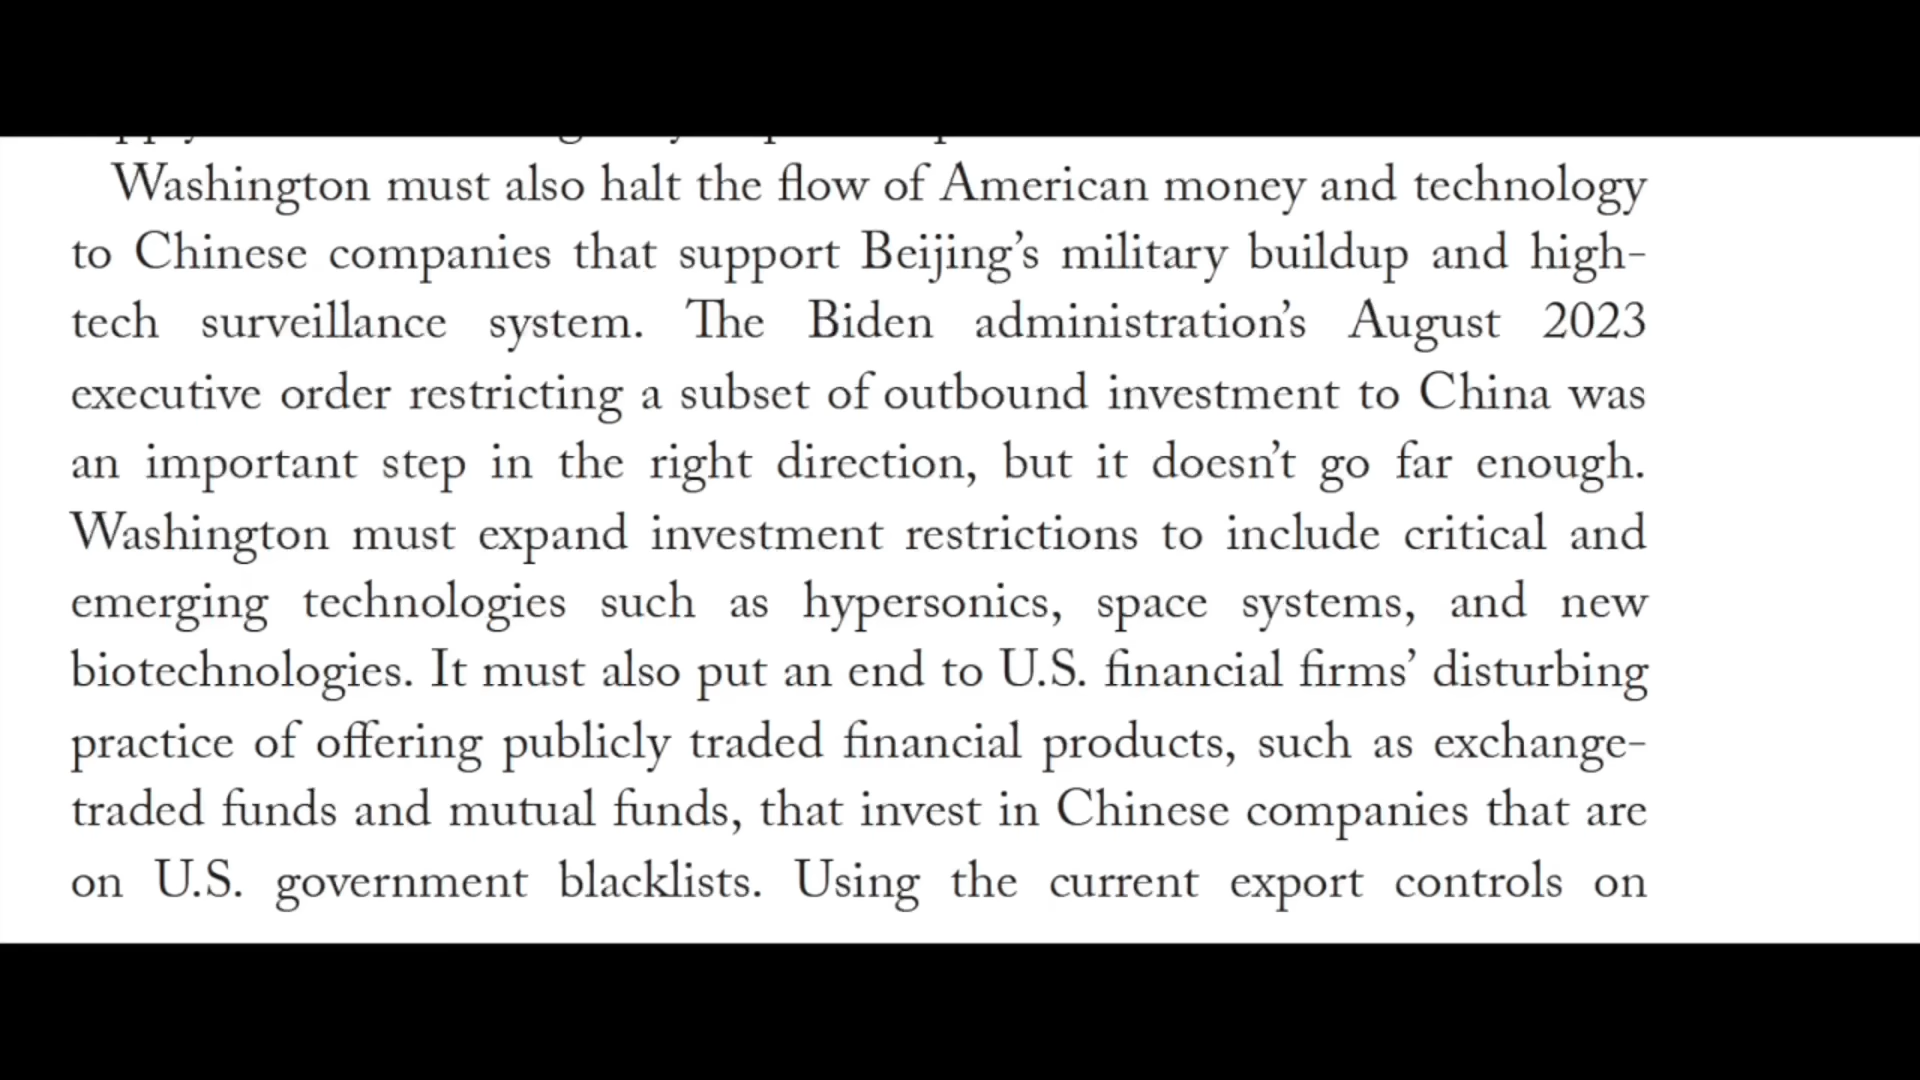 Washington must also halt the flow of American money and technology
to Chinese companies that support Beijing’s military buildup and high-
tech surveillance system. The Biden administration’s August 2023
executive order restricting a subset of outbound investment to China was
an important step in the right direction, but it doesn’t go far enough.
Washington must expand investment restrictions to include critical and
emerging technologies such as hypersonics, space systems, and new
biotechnologies. It must also put an end to U.S. financial firms’ disturbing
practice of offering publicly traded financial products, such as exchange-
traded funds and mutual funds, that invest in Chinese companies that are
on U.S. government blacklists. Using the current export controls on